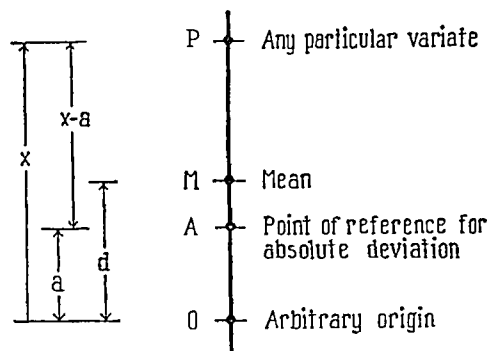 P Any particular variate
x-a
x
M Mean
A Point of reference for
absolute deviation
d
a
O Arbitrary origin